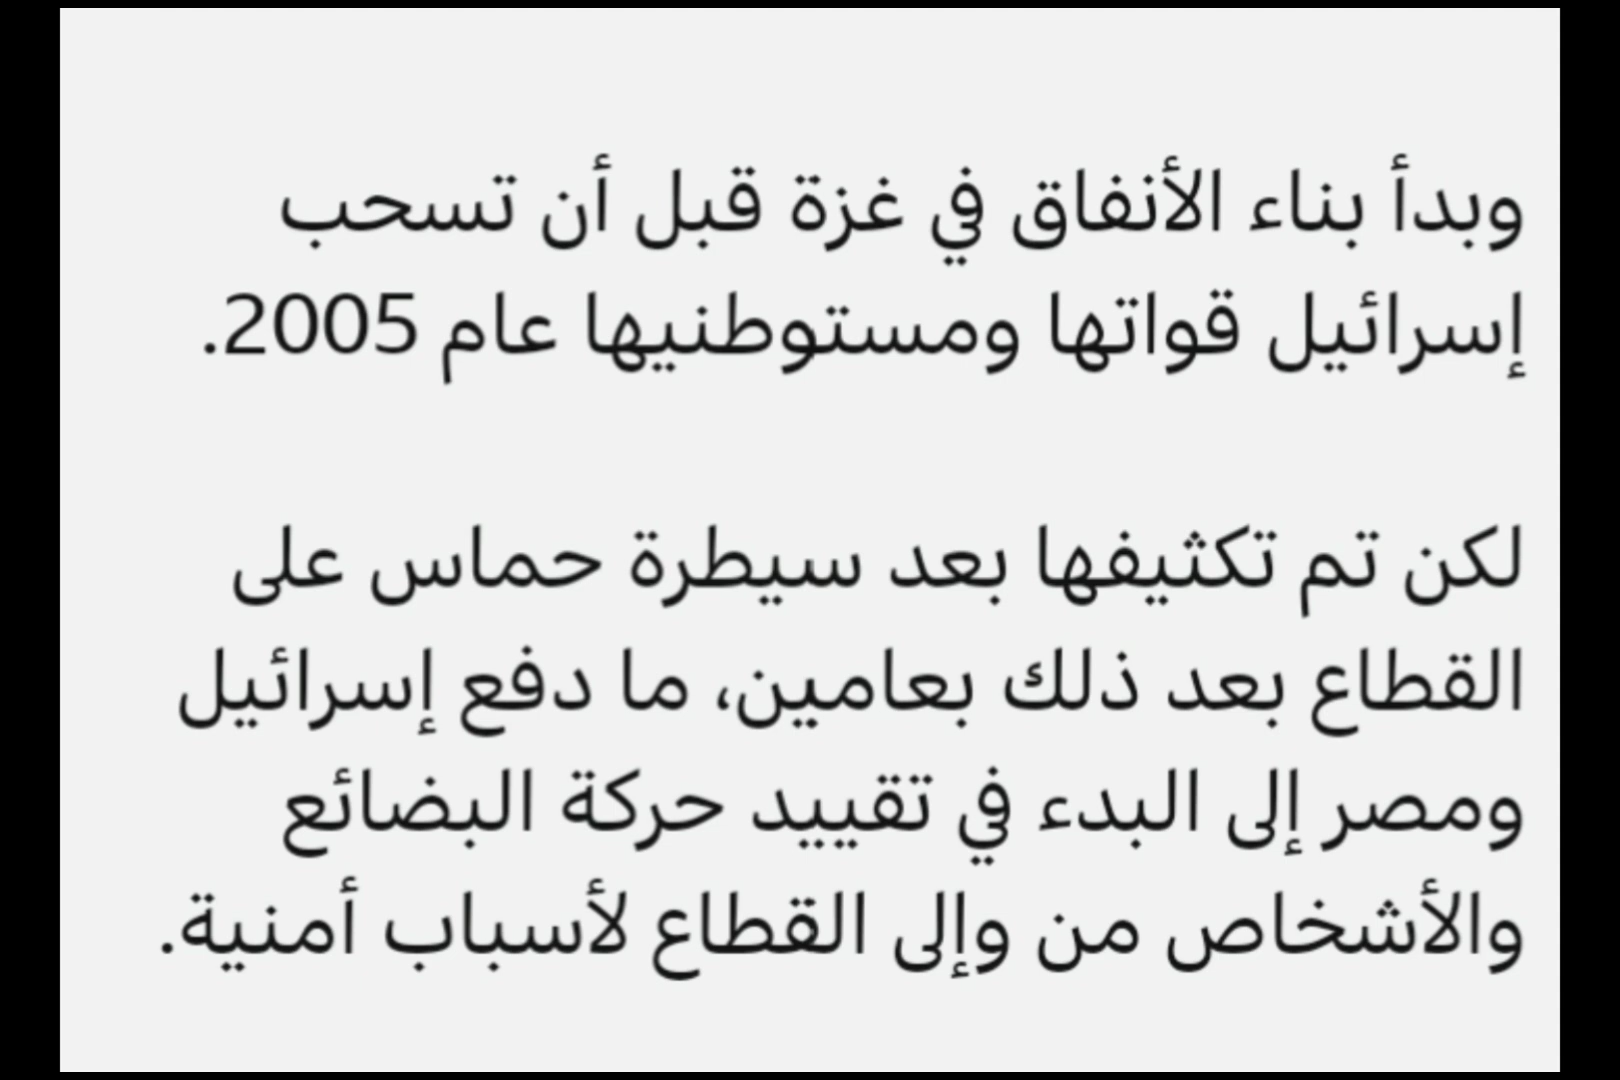 وبدأ بناء الأنفاق في غزة قبل أن تسحب
إسرائيل قواتها ومستوطنيها عام 2005.
لكن تم تكثيفها بعد سيطرة حماس على
القطاع بعد ذلك بعامين، ما دفع إسرائيل
ومصر إلى البدء في تقييد حركة البضائع
والأشخاص من وإلى القطاع لأسباب أمنية.